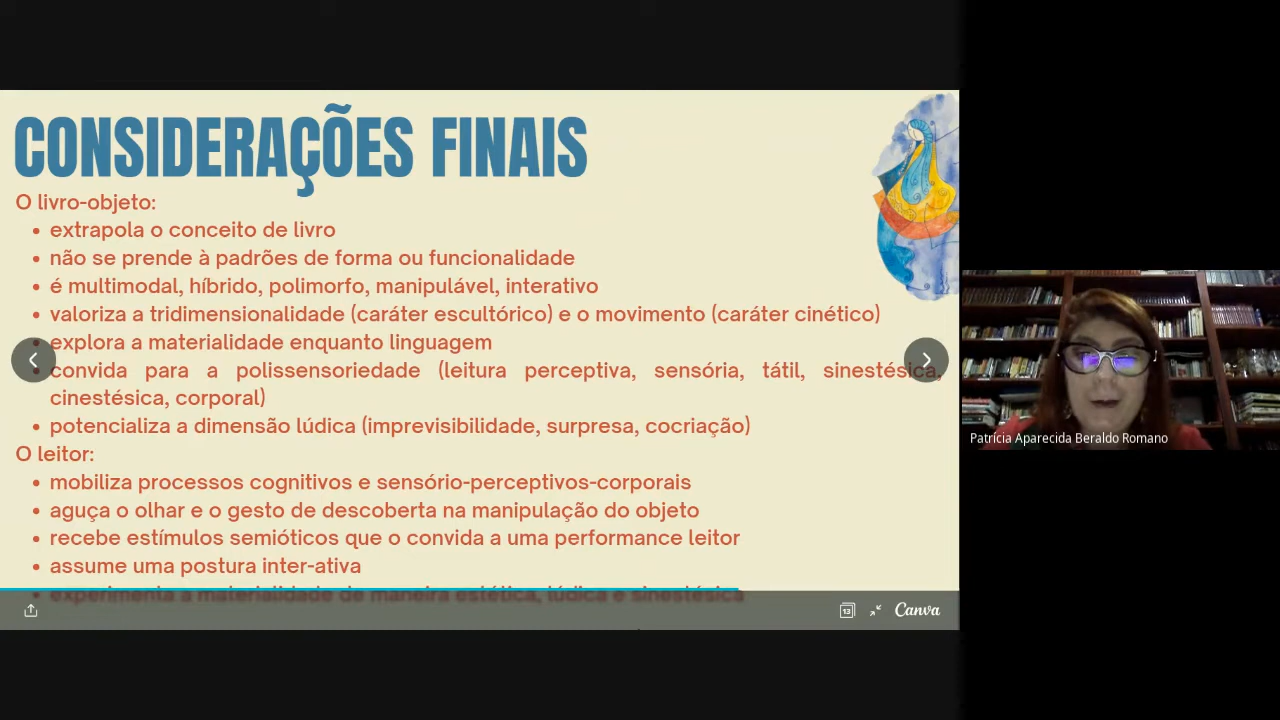 CONSIDERAÇÕES FINAIS
O livro-objeto:
• extrapola o conceito de livro
• não se prende à padrões de forma ou funcionalidade
• é multimodal, híbrido, polimorfo, manipulável, interativo
• valoriza a tridimensionalidade (caráter escultórico) e o movimento (caráter cinético)
explora a materialidade enquanto linguagem
convida para a polissensoriedade (leitura perceptiva, sensória, tátil, sinestésica,
cinestésica, corporal)
• potencializa a dimensão lúdica (imprevisibilidade, surpresa, cocriação)
O leitor:
• mobiliza processos cognitivos e sensório-perceptivos-corporais
• aguça o olhar e o gesto de descoberta na manipulação do objeto
• recebe estímulos semióticos que o convida a uma performance leitor
• assume uma postura inter-ativa
• experimenta a materialidade de maneira estética, lúdica e sinestésica
13
Canva
Patrícia Aparecida Beraldo Romano